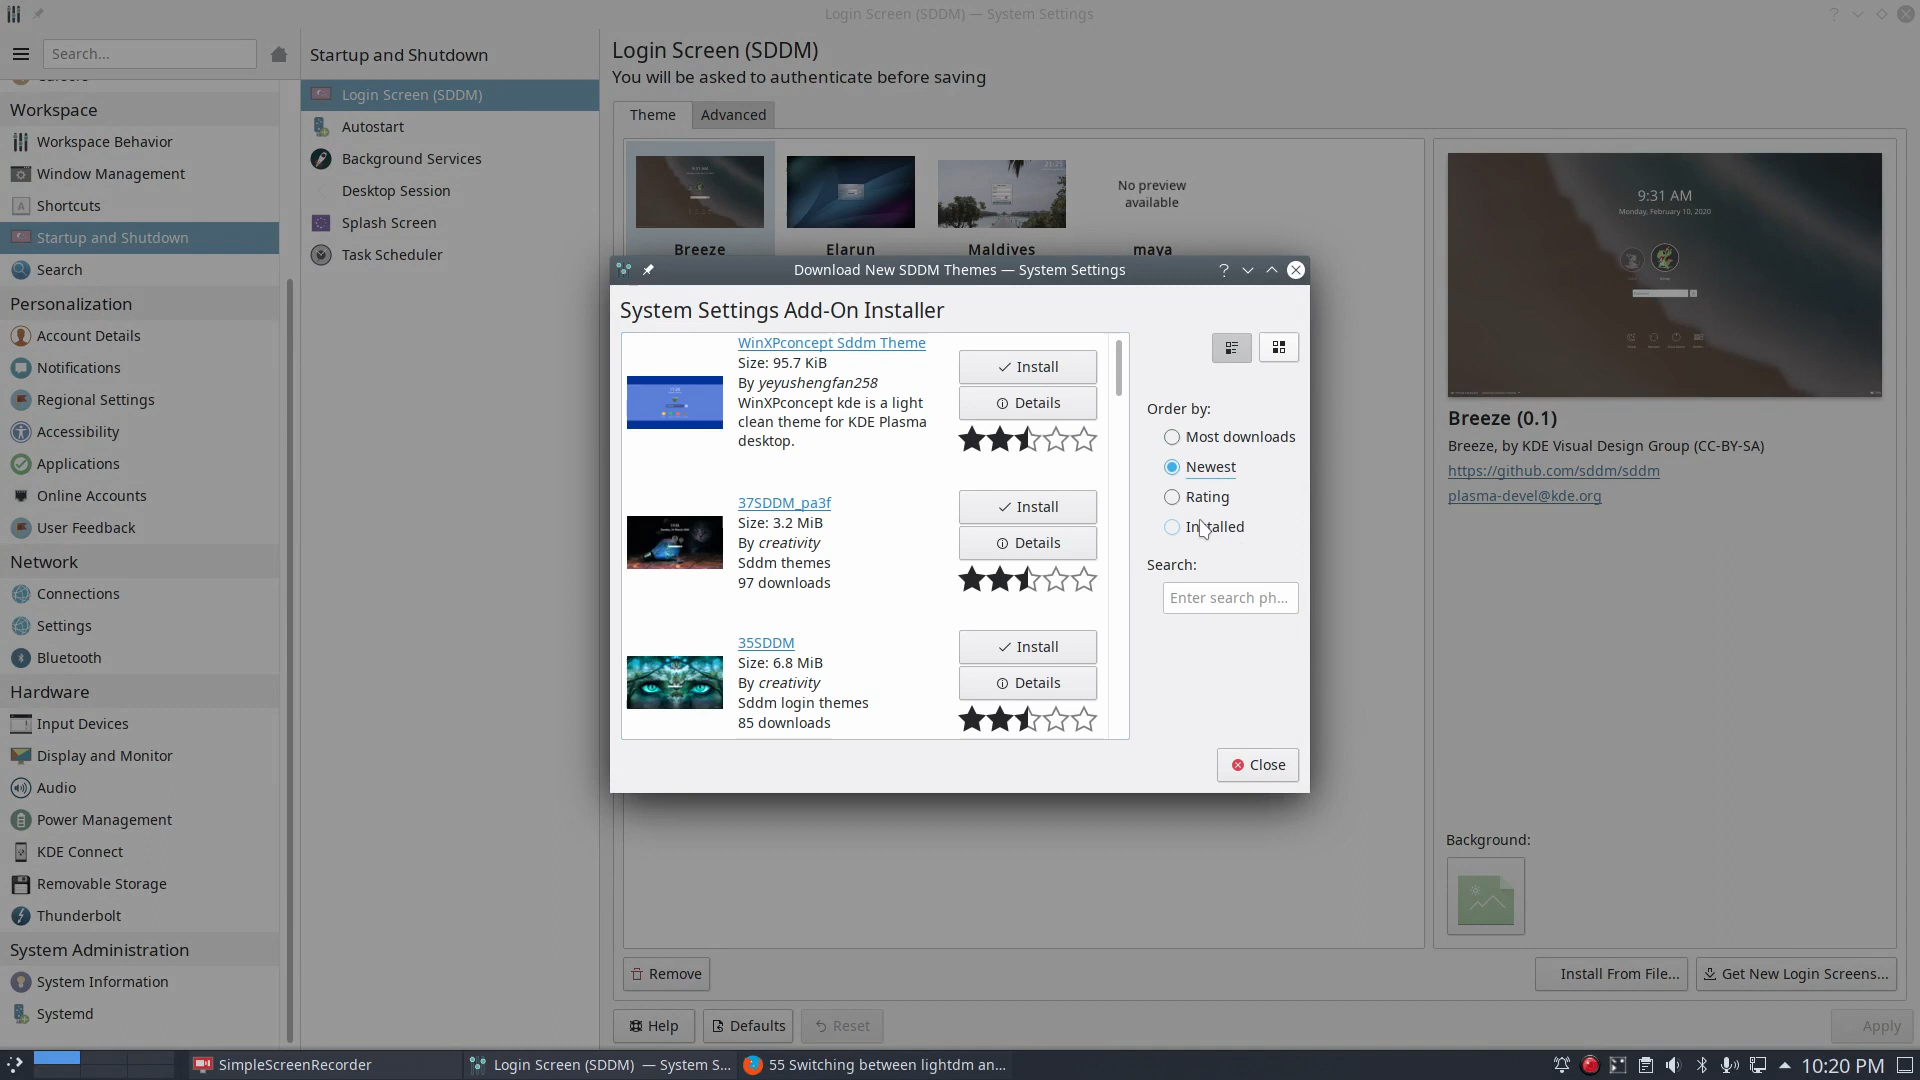 Login Screen (SDDM) — System Settings
Search...
Workspace
Workspace Behavior
Window Management
Shortcuts
Startup and Shutdown
Search
Personalization
Account Details
Notifications
Regional Settings
Accessibility
Applications
Online Accounts
User Feedback
Network
Connections
Settings
Bluetooth
Hardware
Input Devices
Display and Monitor
Audio
Power Management
KDE Connect
Removable Storage
Thunderbolt
System Administration
System Information
Systemd
Startup and Shutdown
Login Screen (SDDM)
Autostart
Background Services
Desktop Session
Splash Screen
Task Scheduler
Login Screen (SDDM)
You will be asked to authenticate before saving
Theme
Advanced
No preview
available
Breeze
Elarun
Maldives
maya
9:31 AM
Monday, February 10, 2020
Breeze (0.1)
Breeze, by KDE Visual Design Group (CC-BY-SA)
https://github.com/sddm/sddm
plasma-devel@kde.org
Background:
Download New SDDM Themes — System Settings
System Settings Add-On Installer
WinXPconcept Sddm Theme
Size: 95.7 KiB
By yeyushengfan258
WinXPconcept kde is a light
clean theme for KDE Plasma
desktop.
Install
Details
37SDDM_pa3f
Size: 3.2 MiB
By creativity
Sddm themes
97 downloads
Install
Details
35SDDM
Size: 6.8 MiB
By creativity
Sddm login themes
85 downloads
Install
Details
Order by:
Most downloads
Newest
Rating
Installed
Search:
Enter search ph...
Close
Remove
Install From File...
Get New Login Screens...
Help
Defaults
Reset
Apply
SimpleScreenRecorder
Login Screen (SDDM) — System S...
55 Switching between lightdm an...
10:20 PM